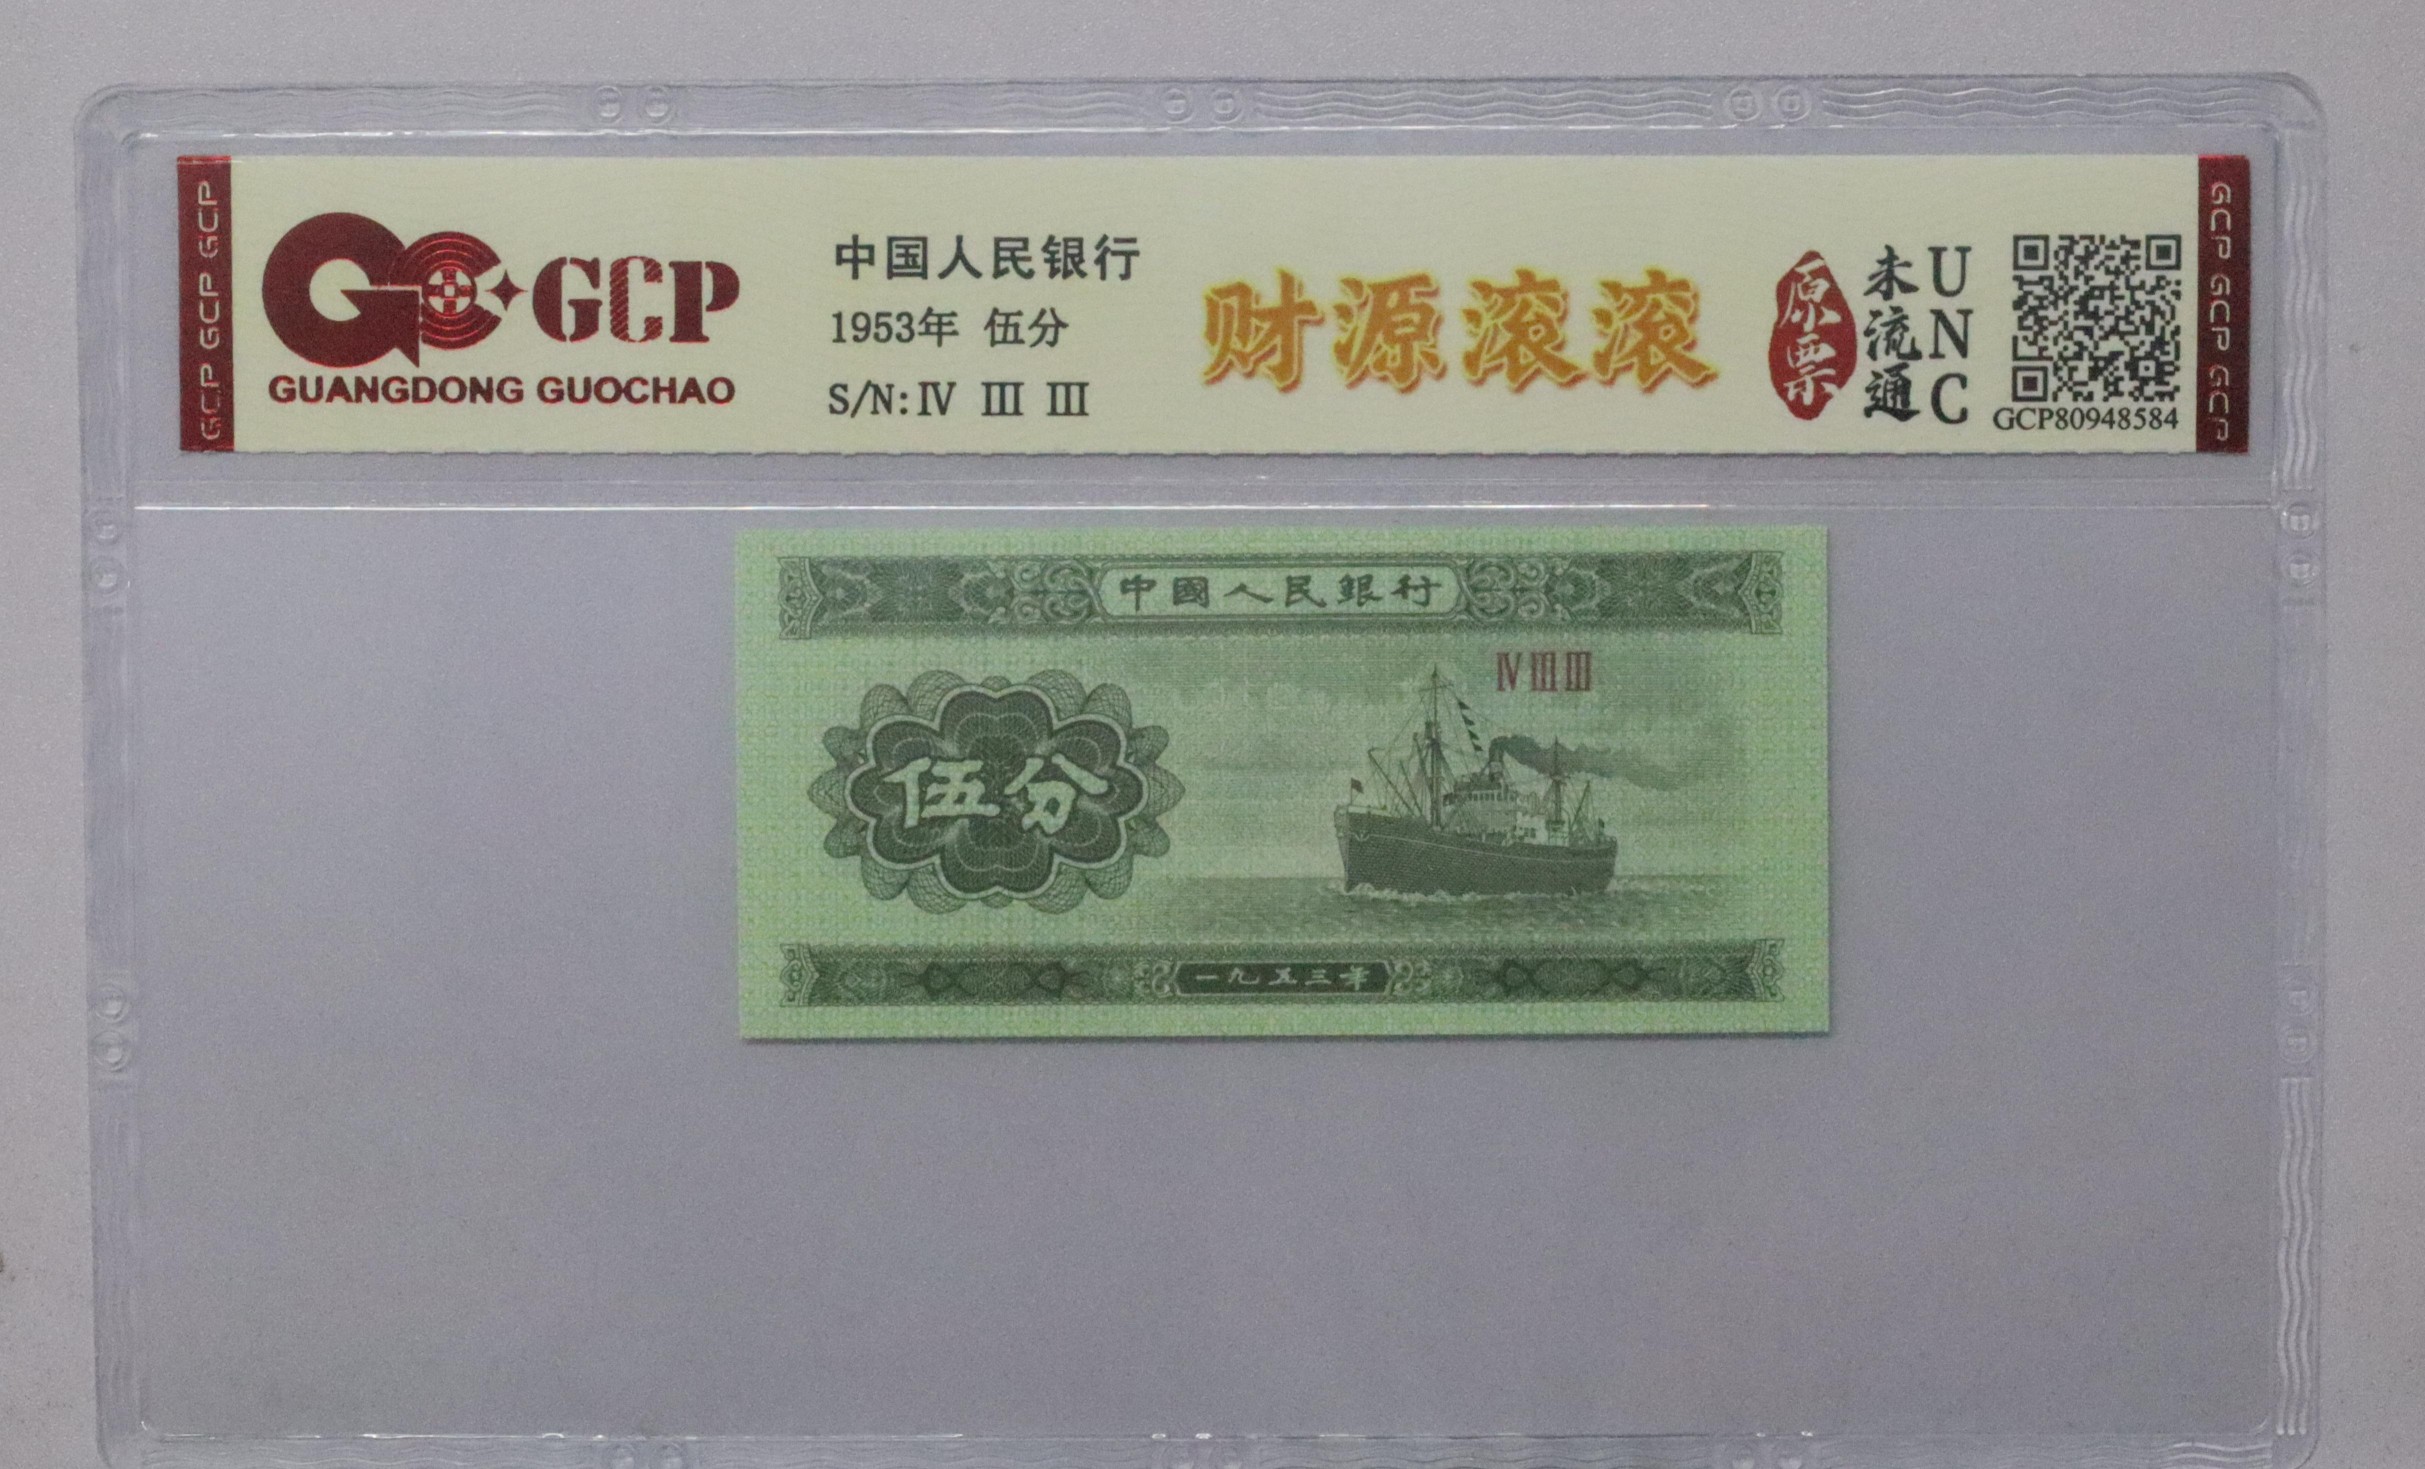 GCP GCP GCP
GCP
GUANGDONG GUOCHAO
中国人民银行
1953年 伍分
S/N: Ⅳ Ⅲ Ⅲ
财源滚滚
原票
未流通
UNC
GCP80948584
GCP GCP GCP
中國人民銀行
Ⅳ Ⅲ Ⅲ
伍分
一九五三年